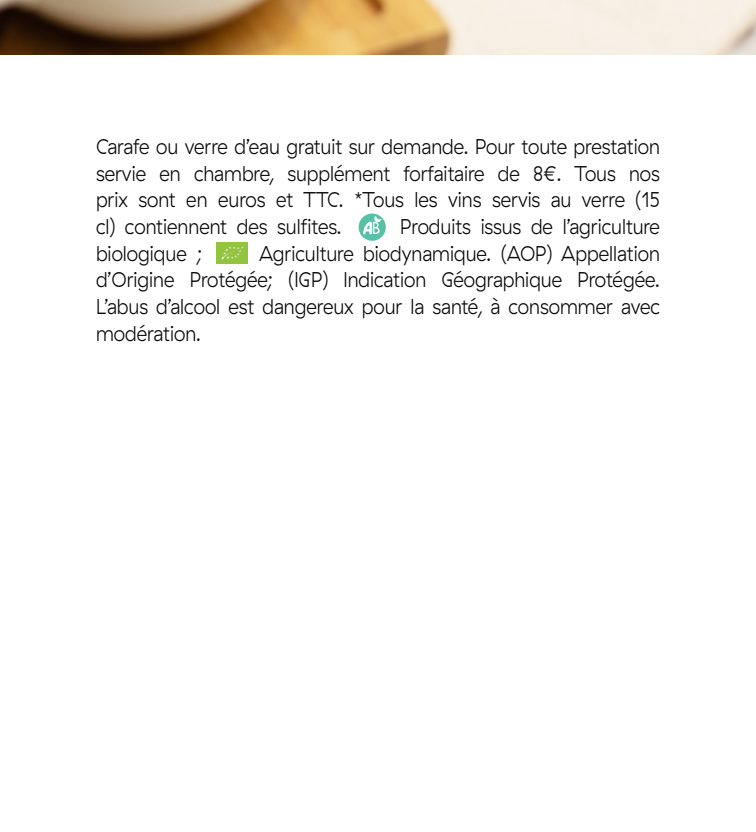 Carafe ou verre d’eau gratuit sur demande. Pour toute prestation
servie en chambre, supplément forfaitaire de 8€. Tous nos
prix sont en euros et TTC. *Tous les vins servis au verre (15
cl) contiennent des sulfites. AB Produits issus de l’agriculture
biologique ; Agriculture biodynamique. (AOP) Appellation
d’Origine Protégée; (IGP) Indication Géographique Protégée.
L’abus d’alcool est dangereux pour la santé, à consommer avec
modération.